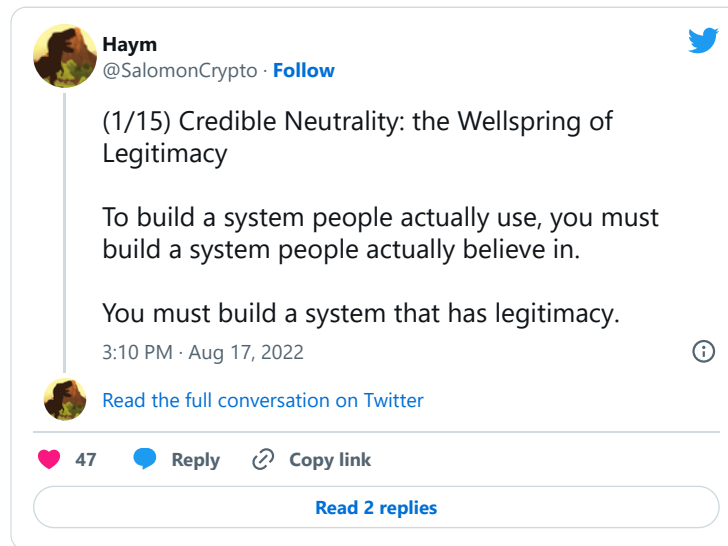 Haym
@SalomonCrypto · Follow
(1/15) Credible Neutrality: the Wellspring of
Legitimacy
To build a system people actually use, you must
build a system people actually believe in.
You must build a system that has legitimacy.
3:10 PM · Aug 17, 2022
Read the full conversation on Twitter
47 Reply Copy link
Read 2 replies